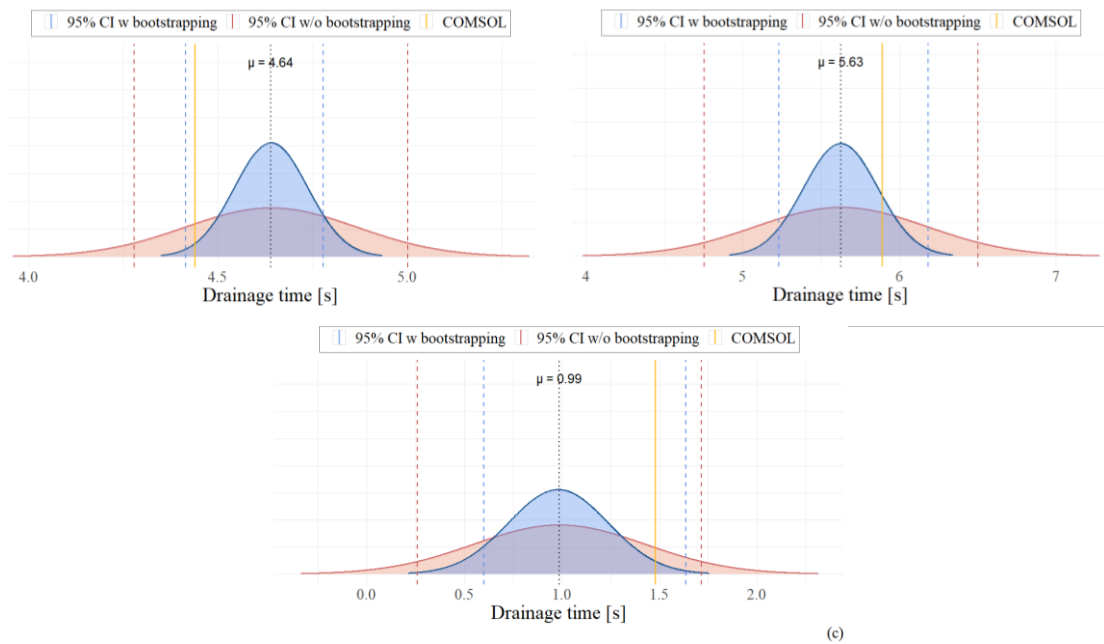 95% CI w bootstrapping 95% CI w/o bootstrapping COMSOL
μ = 4.64
4.0 4.5 5.0
Drainage time [s]
95% CI w bootstrapping 95% CI w/o bootstrapping COMSOL
μ = 5.63
4 5 6 7
Drainage time [s]
95% CI w bootstrapping 95% CI w/o bootstrapping COMSOL
μ = 0.99
0.0 0.5 1.0 1.5 2.0
Drainage time [s]
(c)